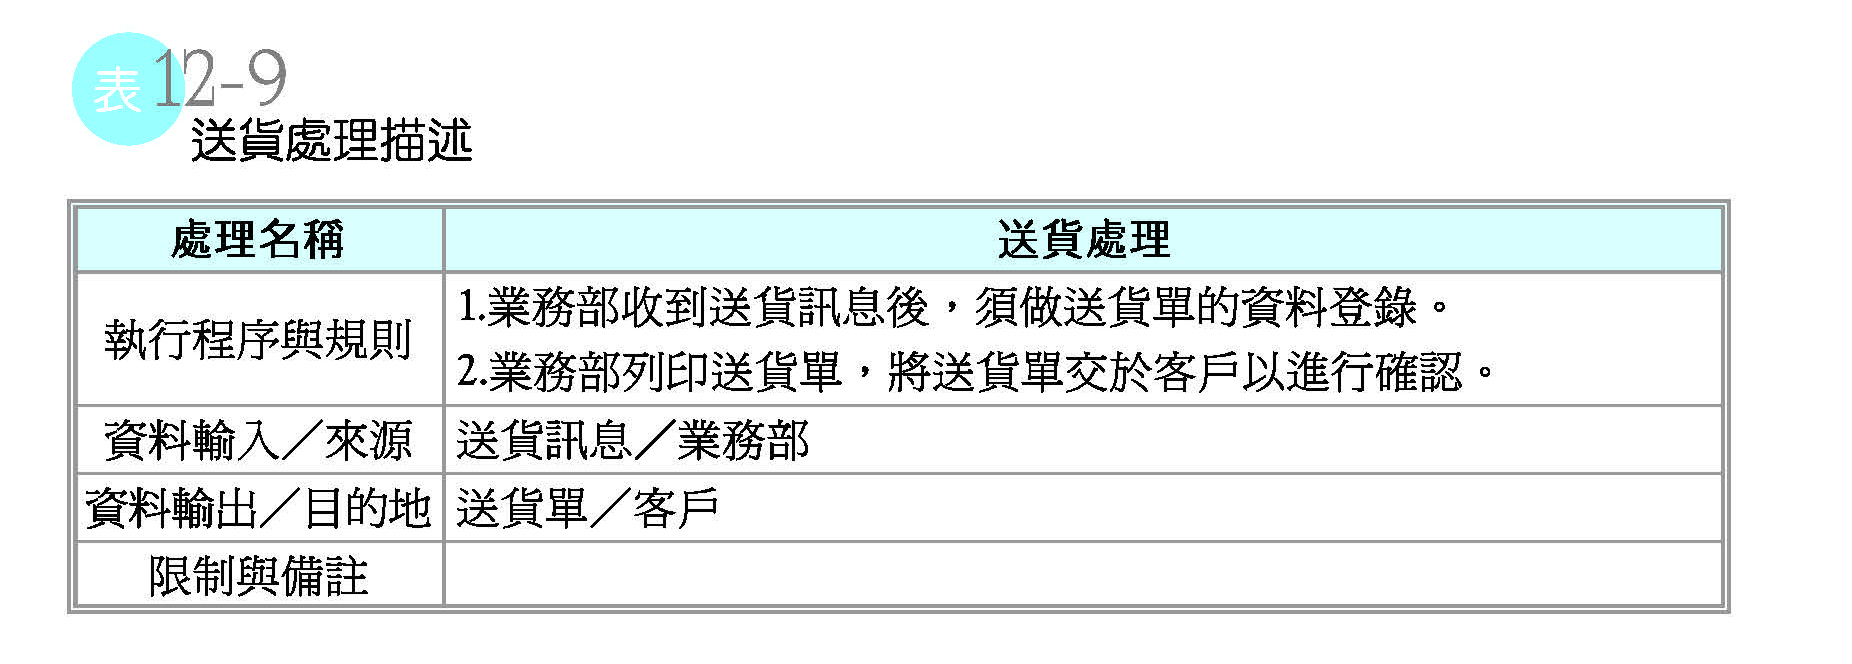 表12-9
送貨處理描述
處理名稱 送貨處理
執行程序與規則 1.業務部收到送貨訊息後，須做送貨單的資料登錄。
2.業務部列印送貨單，將送貨單交於客戶以進行確認。
資料輸入／來源 送貨訊息／業務部
資料輸出／目的地 送貨單／客戶
限制與備註